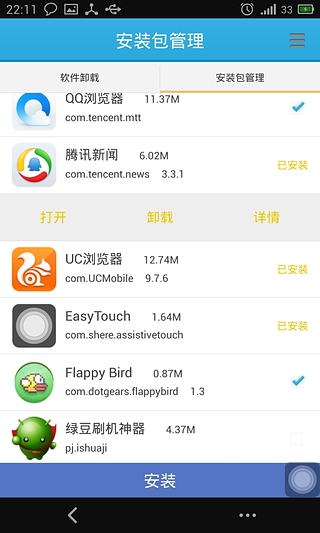 22:11
33
安装包管理
软件卸载
安装包管理
QQ浏览器 11.37M
com.tencent.mtt
腾讯新闻 6.02M
已安装
com.tencent.news 3.3.1
打开 卸载 详情
UC浏览器 12.74M
已安装
com.UCMobile 9.7.6
EasyTouch 1.64M
已安装
com.shere.assistivetouch
Flappy Bird 0.87M
com.dotgears.flappybird 1.3
绿豆刷机神器 4.37M
pj.ishuaji
安装